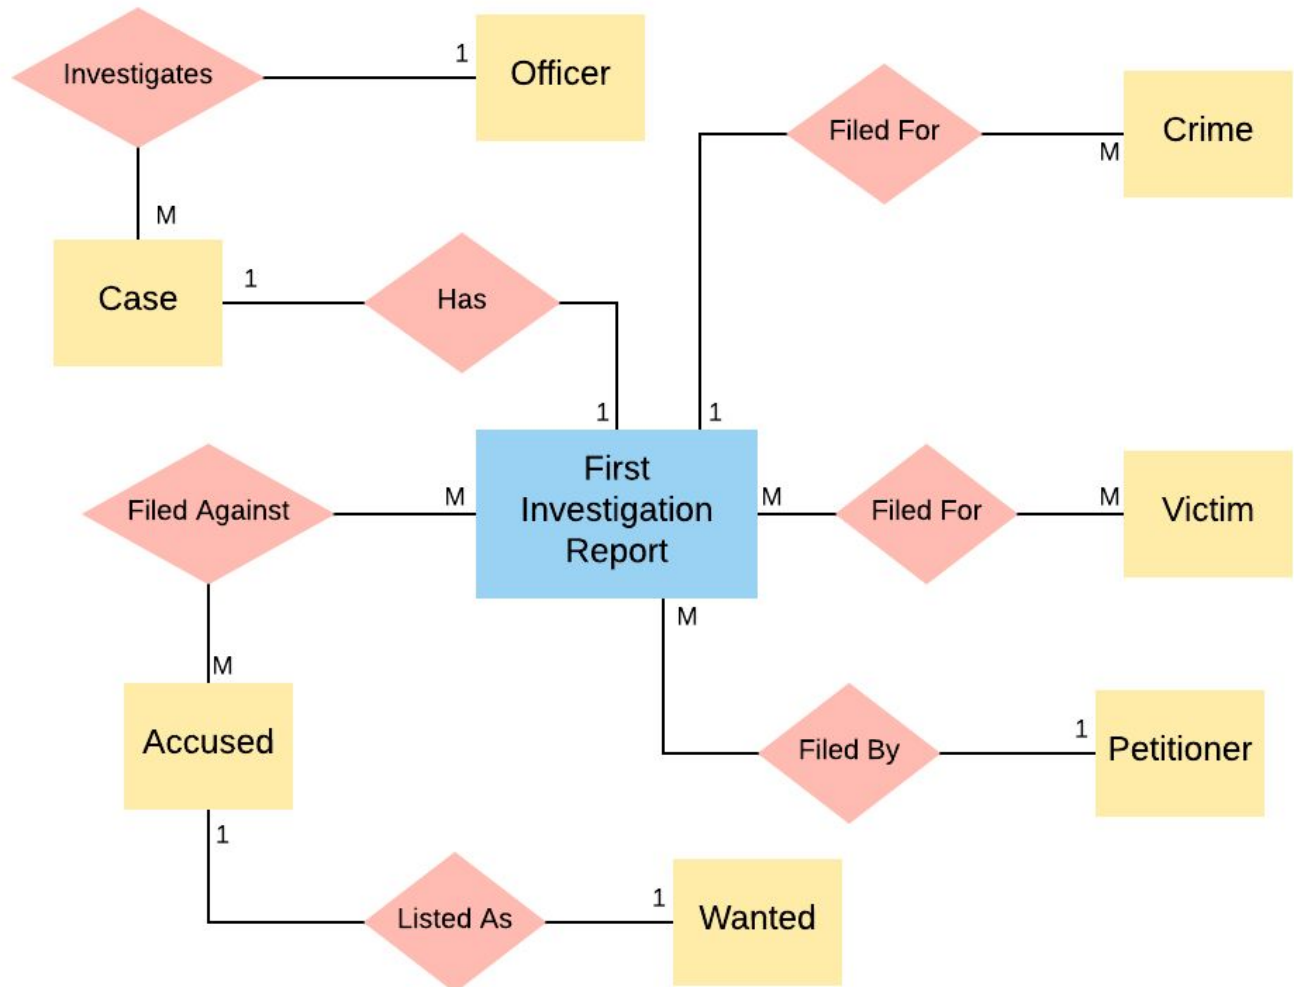 Investigates
1
Officer
Filed For
M
Crime
M
Case
1
Has
1
1
Filed Against
M
First
Investigation
Report
M
Filed For
M
Victim
M
M
Accused
Filed By
1
Petitioner
1
Listed As
1
Wanted